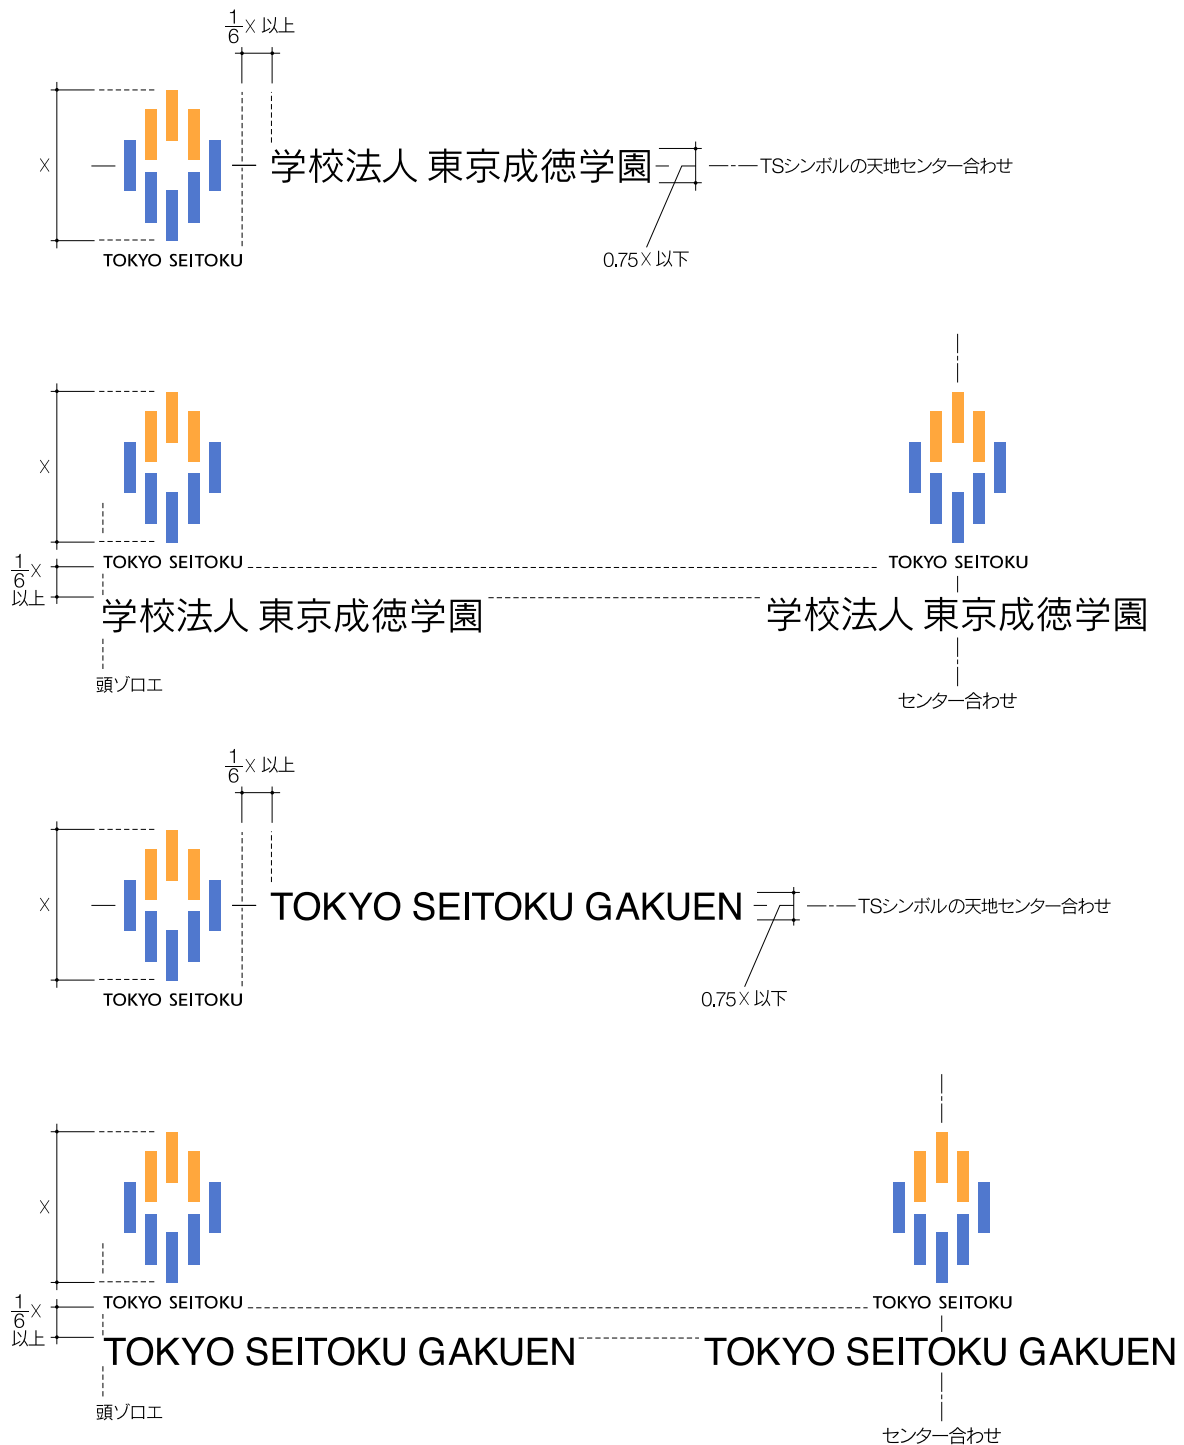 1/6 X 以上
X
学校法人 東京成徳学園
TSシンボルの天地センター合わせ
0.75X 以下
TOKYO SEITOKU
X
TOKYO SEITOKU
TOKYO SEITOKU
1/6 X
以上
学校法人 東京成徳学園
学校法人 東京成徳学園
頭ゾロエ
センター合わせ
1/6 X 以上
X
TOKYO SEITOKU GAKUEN
TSシンボルの天地センター合わせ
0.75X 以下
TOKYO SEITOKU
X
TOKYO SEITOKU
TOKYO SEITOKU
1/6 X
以上
TOKYO SEITOKU GAKUEN
TOKYO SEITOKU GAKUEN
頭ゾロエ
センター合わせ